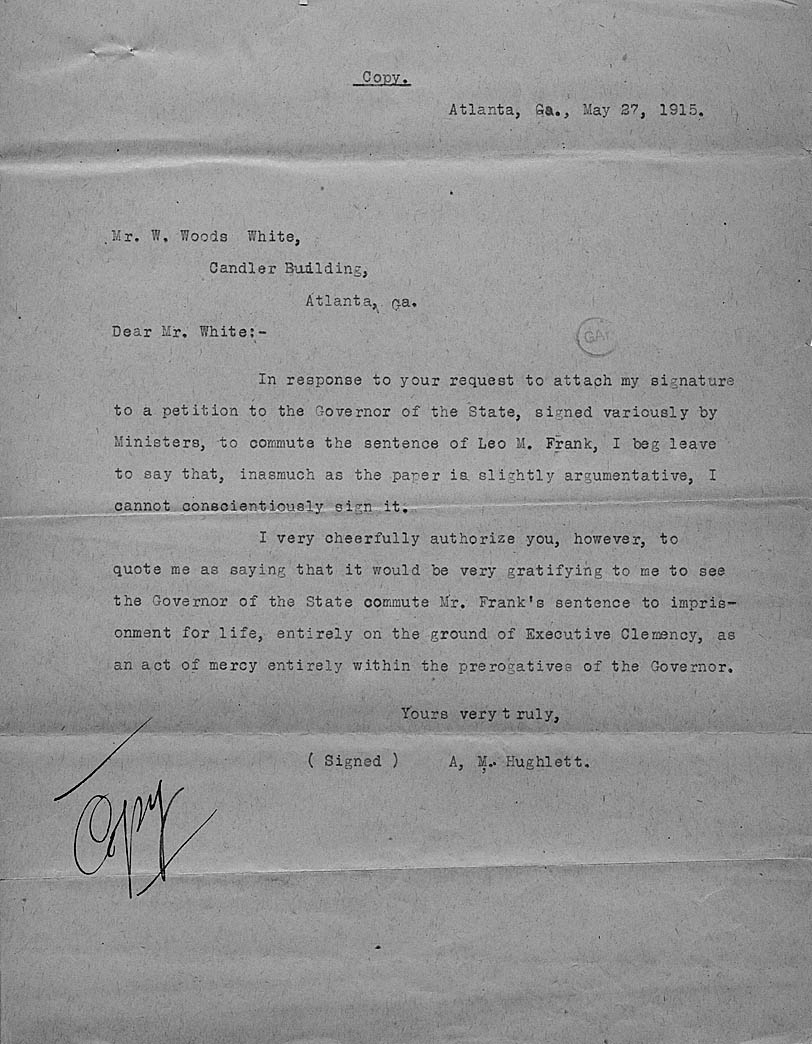 Copy.
Atlanta, Ga., May 27, 1915.
Mr. W. Woods White,
Candler Building,
Atlanta, Ga.
Dear Mr. White:-
GA
In response to your request to attach my signature
to a petition to the Governor of the State, signed variously by
Ministers, to commute the sentence of Leo M. Frank, I beg leave
to say that, inasmuch as the paper is slightly argumentative, I
cannot conscientiously sign it.
I very cheerfully authorize you, however, to
quote me as saying that it would be very gratifying to me to see
the Governor of the State commute Mr. Frank's sentence to impris-
onment for life, entirely on the ground of Executive Clemency, as
an act of mercy entirely within the prerogatives of the Governor.
Yours very truly,
( Signed ) A, M. Hughlett.
Copy